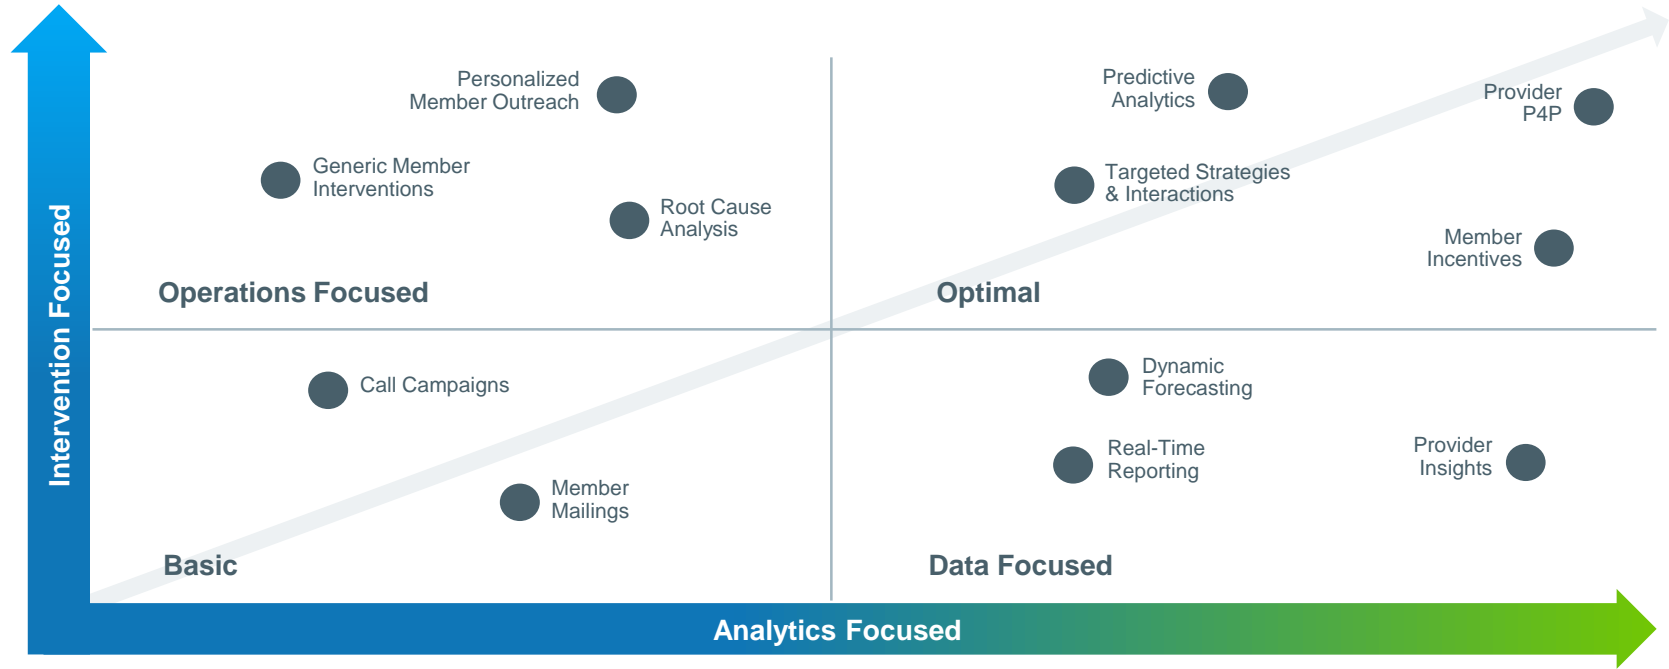 Intervention Focused
Personalized
Member Outreach
Generic Member
Interventions
Root Cause
Analysis
Operations Focused
Predictive
Analytics
Provider
P4P
Targeted Strategies
& Interactions
Member
Incentives
Optimal
Call Campaigns
Member
Mailings
Basic
Dynamic
Forecasting
Real-Time
Reporting
Provider
Insights
Data Focused
Analytics Focused